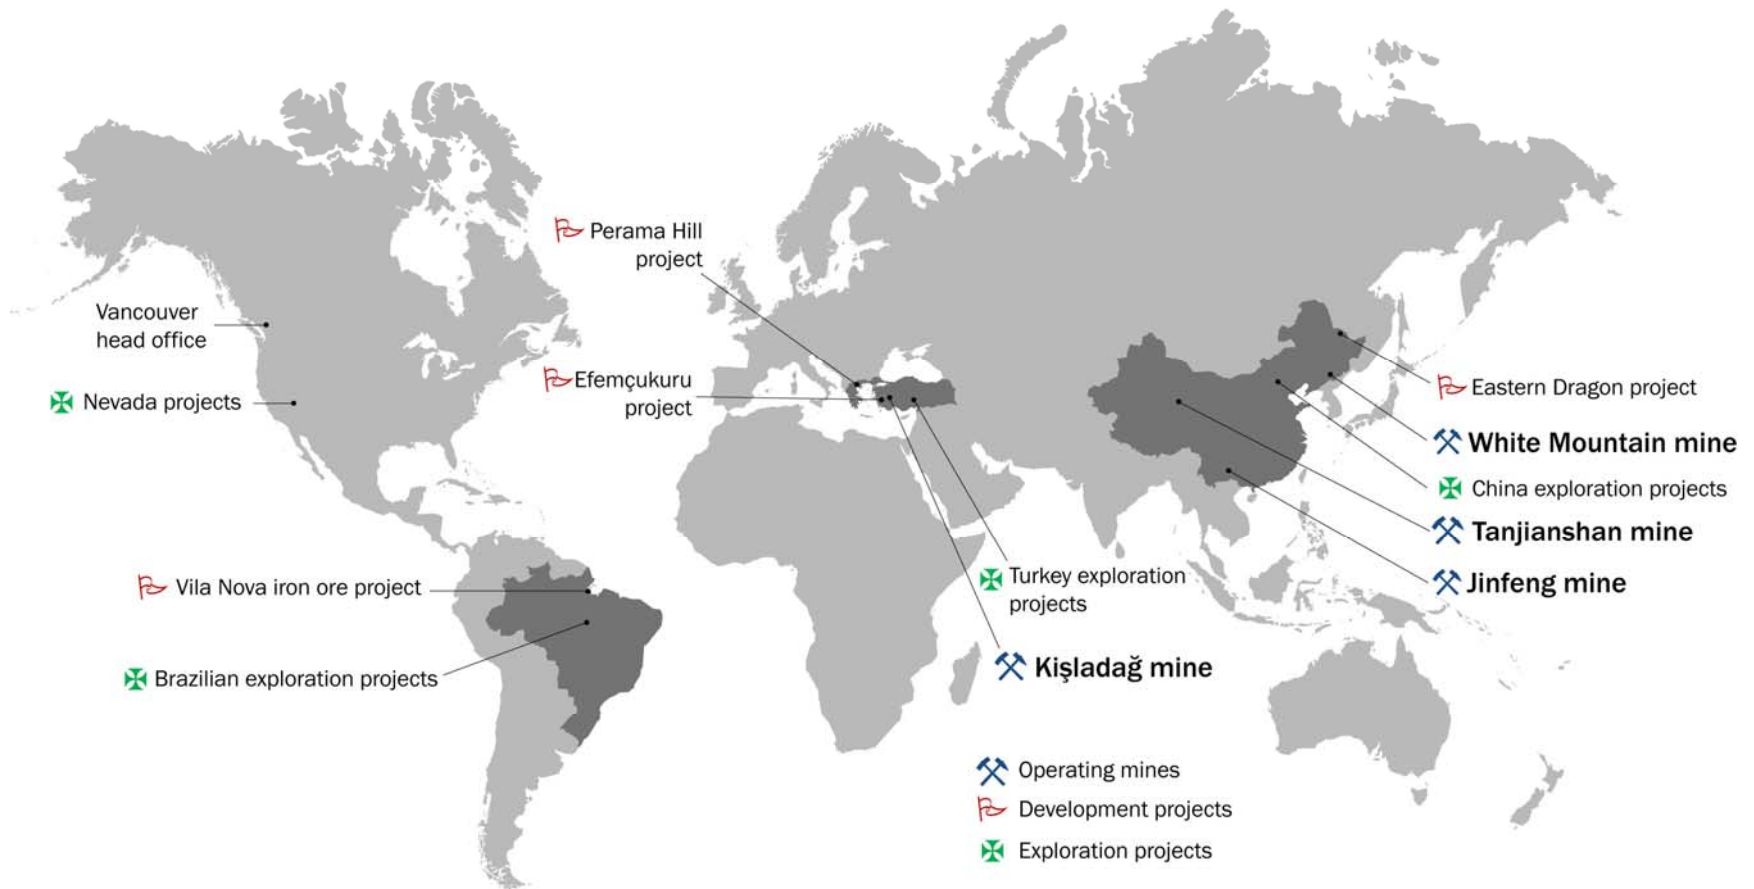 Perama Hill
project
Vancouver
head office
Nevada projects
Efemçukuru
project
Eastern Dragon project
White Mountain mine
China exploration projects
Tanjianshan mine
Jinfeng mine
Vila Nova iron ore project
Turkey exploration
projects
Brazilian exploration projects
Kişladağ mine
Operating mines
Development projects
Exploration projects